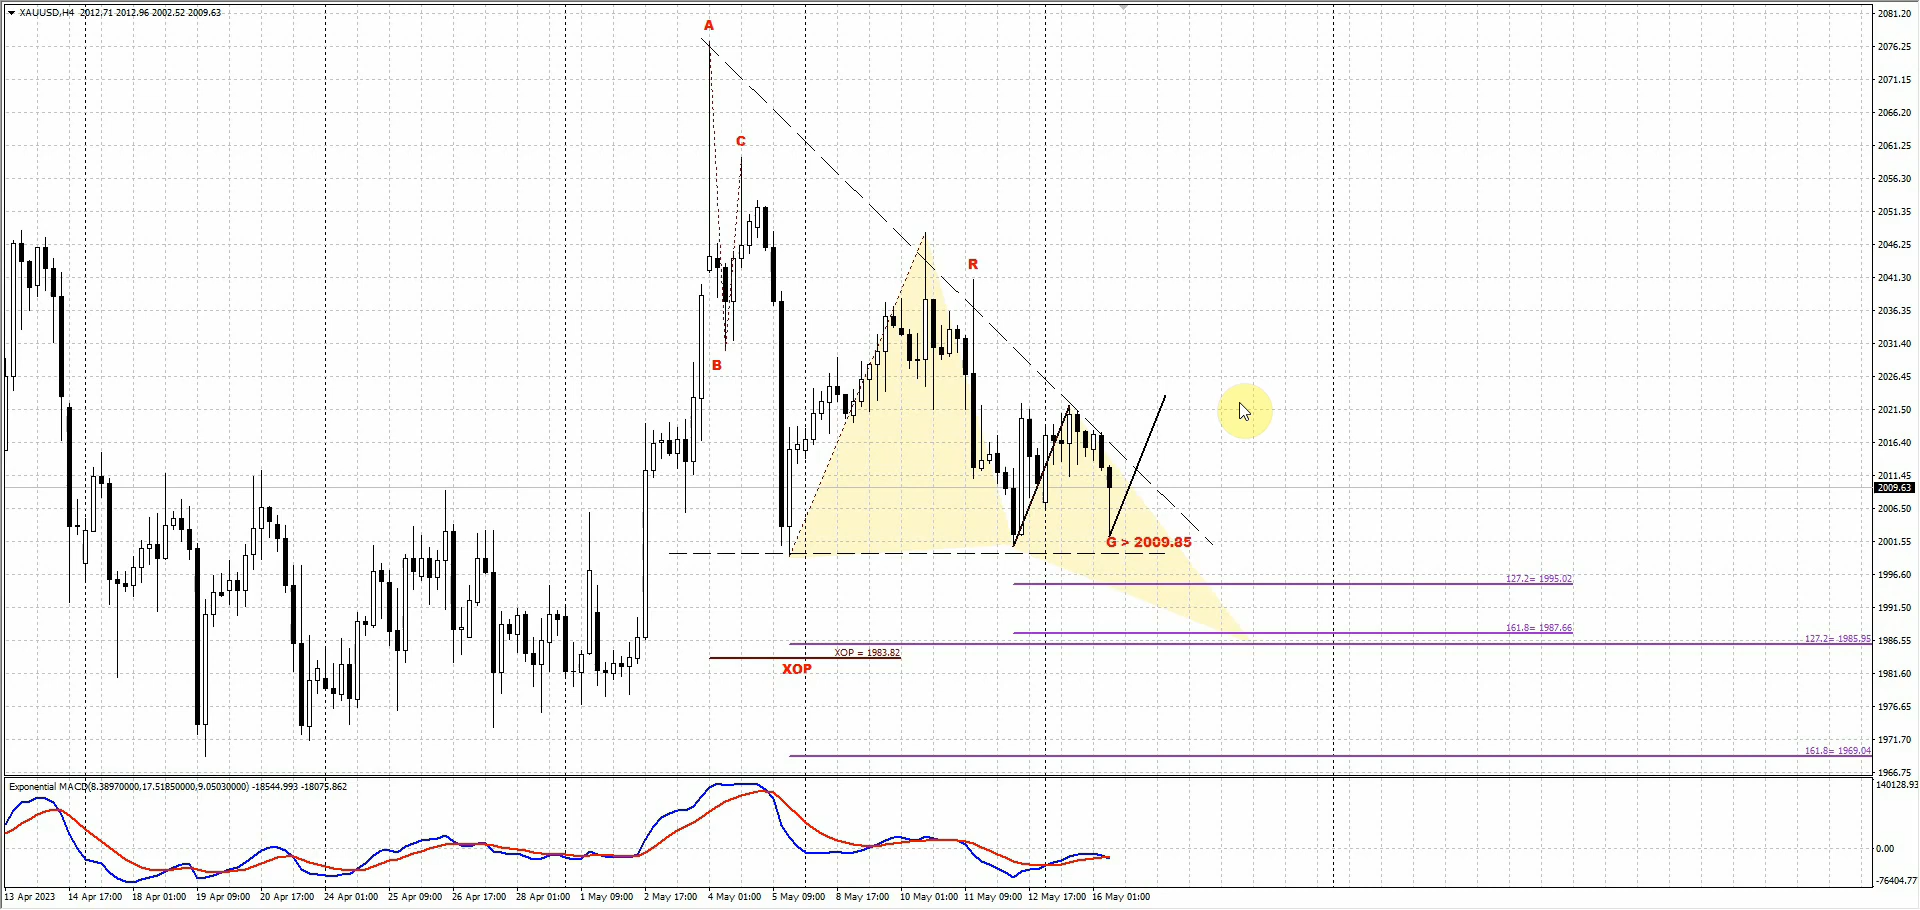 XAUUSD,H4 2012.71 2012.96 2002.52 2009.63
A
C
B
R
G > 2009.85
127.2= 1995.02
161.8= 1987.66
127.2= 1985.95
XOP = 1983.82
XOP
161.8= 1969.04
2081.20
2076.25
2071.15
2066.20
2061.25
2056.30
2051.35
2046.25
2041.30
2036.35
2031.40
2026.45
2021.50
2016.40
2011.45
2009.63
2006.50
2001.55
1996.60
1991.50
1986.55
1981.60
1976.65
1971.70
1966.75
Exponential MACD(8.38970000,17.51850000,9.05030000) -18544.993 -18075.862
140128.93
0.00
-76404.77
13 Apr 2023
14 Apr 17:00
18 Apr 01:00
19 Apr 09:00
20 Apr 17:00
24 Apr 01:00
25 Apr 09:00
26 Apr 17:00
28 Apr 01:00
1 May 09:00
2 May 17:00
4 May 01:00
5 May 09:00
8 May 17:00
10 May 01:00
11 May 09:00
12 May 17:00
16 May 01:00